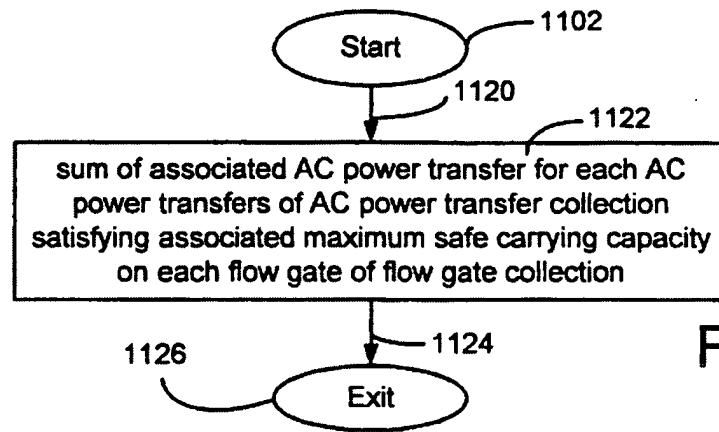 Start
1102
1120
1122
sum of associated AC power transfer for each AC
power transfers of AC power transfer collection
satisfying associated maximum safe carrying capacity
on each flow gate of flow gate collection
1124
F
1126
Exit